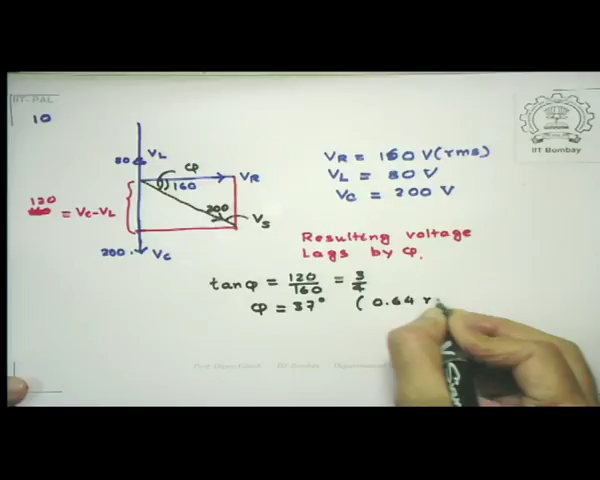 IIT-PAL
10
80 VL
φ
160
VR
120 = VC-VL
200
VS
200 VC
VR = 160 V(rms)
VL = 80 V
VC = 200 V
Resulting voltage
Lags by φ.
tanφ = 120/160 = 3/4
φ = 37° (0.64 r
IIT Bombay